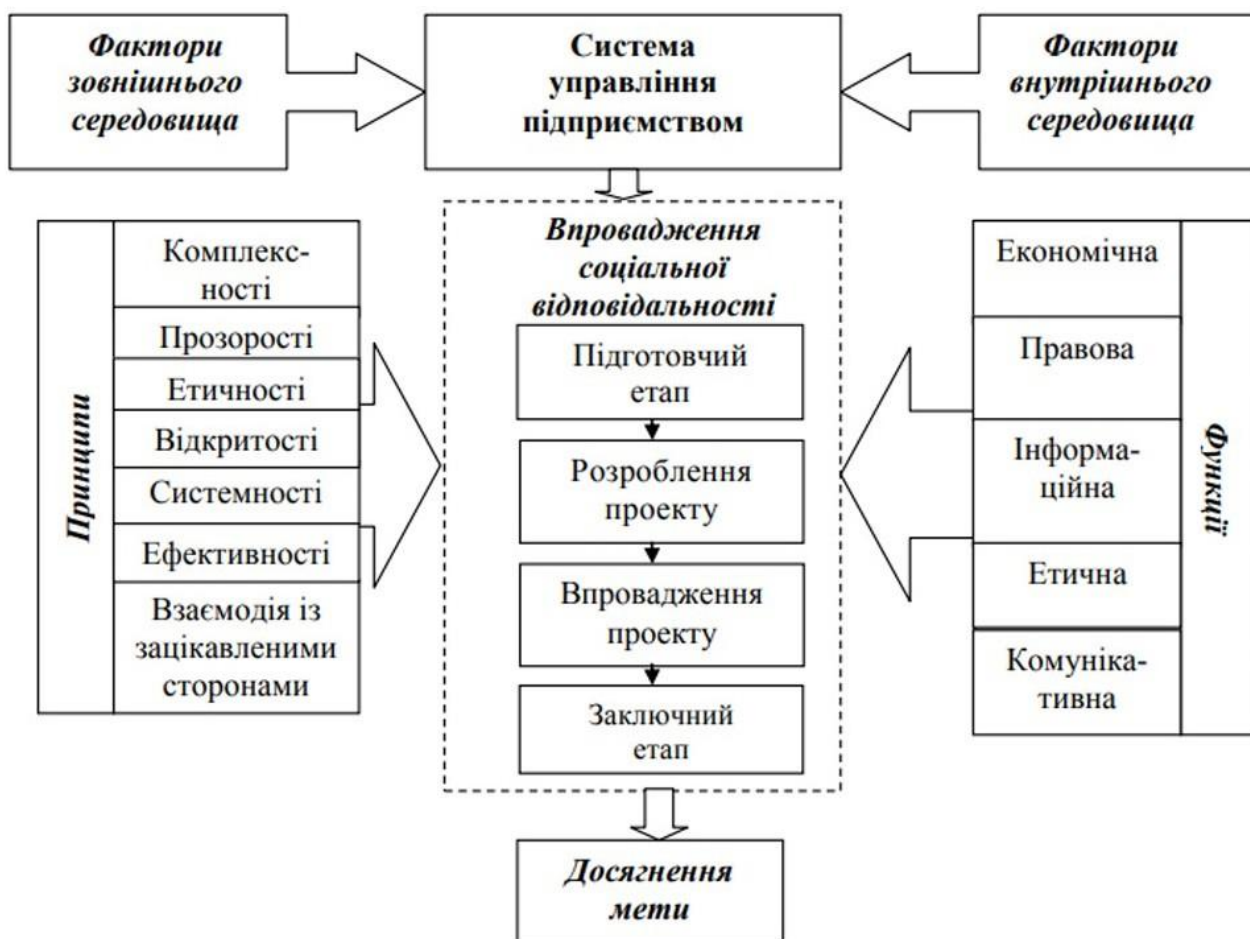 Фактори
зовнішнього
середовища
Система
управління
підприємством
Фактори
внутрішнього
середовища
Принципи
Комплекс-
ності
Прозорості
Етичності
Відкритості
Системності
Ефективності
Взаємодія із
зацікавленими
сторонами
Впровадження
соціальної
відповідальності
Підготовчий
етап
Розроблення
проекту
Впровадження
проекту
Заключний
етап
Економічна
Правова
Інформа-
ційна
Етична
Комуніка-
тивна
Функції
Досягнення
мети